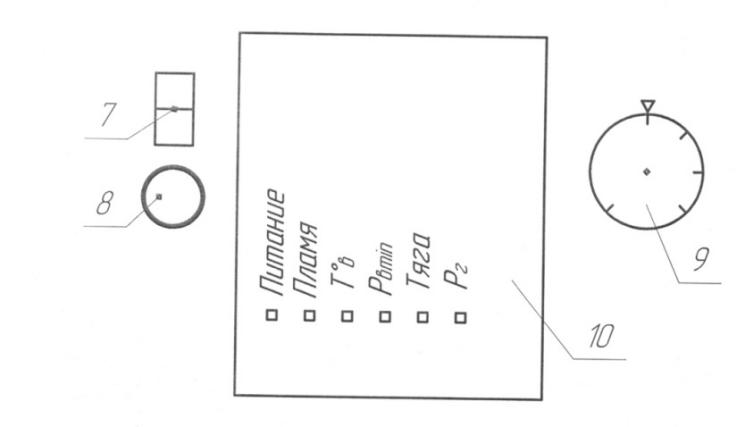 7
8
Питание
Пламя
T°в
Pвmin
Тяга
Pг
9
10